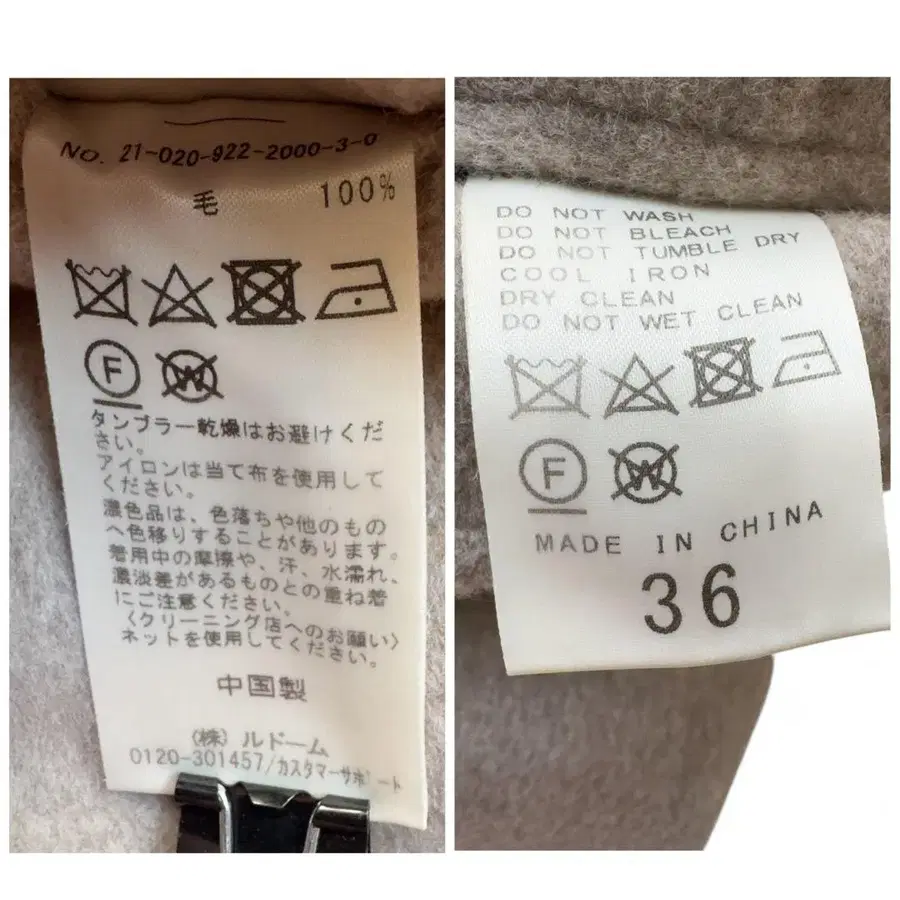 NO. 21-020-922-2000-3-0
毛 100%
F W
タンブラー乾燥はお避けくだ
さい。
アイロンは当て布を使用して
ください。
濃色品は、色落ちや他のもの
へ色移りすることがあります。
着用中の摩擦や、汗、水濡れ、
濃淡差があるものとの重ね着
にご注意ください。
〈クリーニング店へのお願い〉
ネットを使用してください。
中国製
(株)ルドーム
0120-301457/カスタマーサポート
DO NOT WASH
DO NOT BLEACH
DO NOT TUMBLE DRY
COOL IRON
DRY CLEAN
DO NOT WET CLEAN
F W
MADE IN CHINA
36